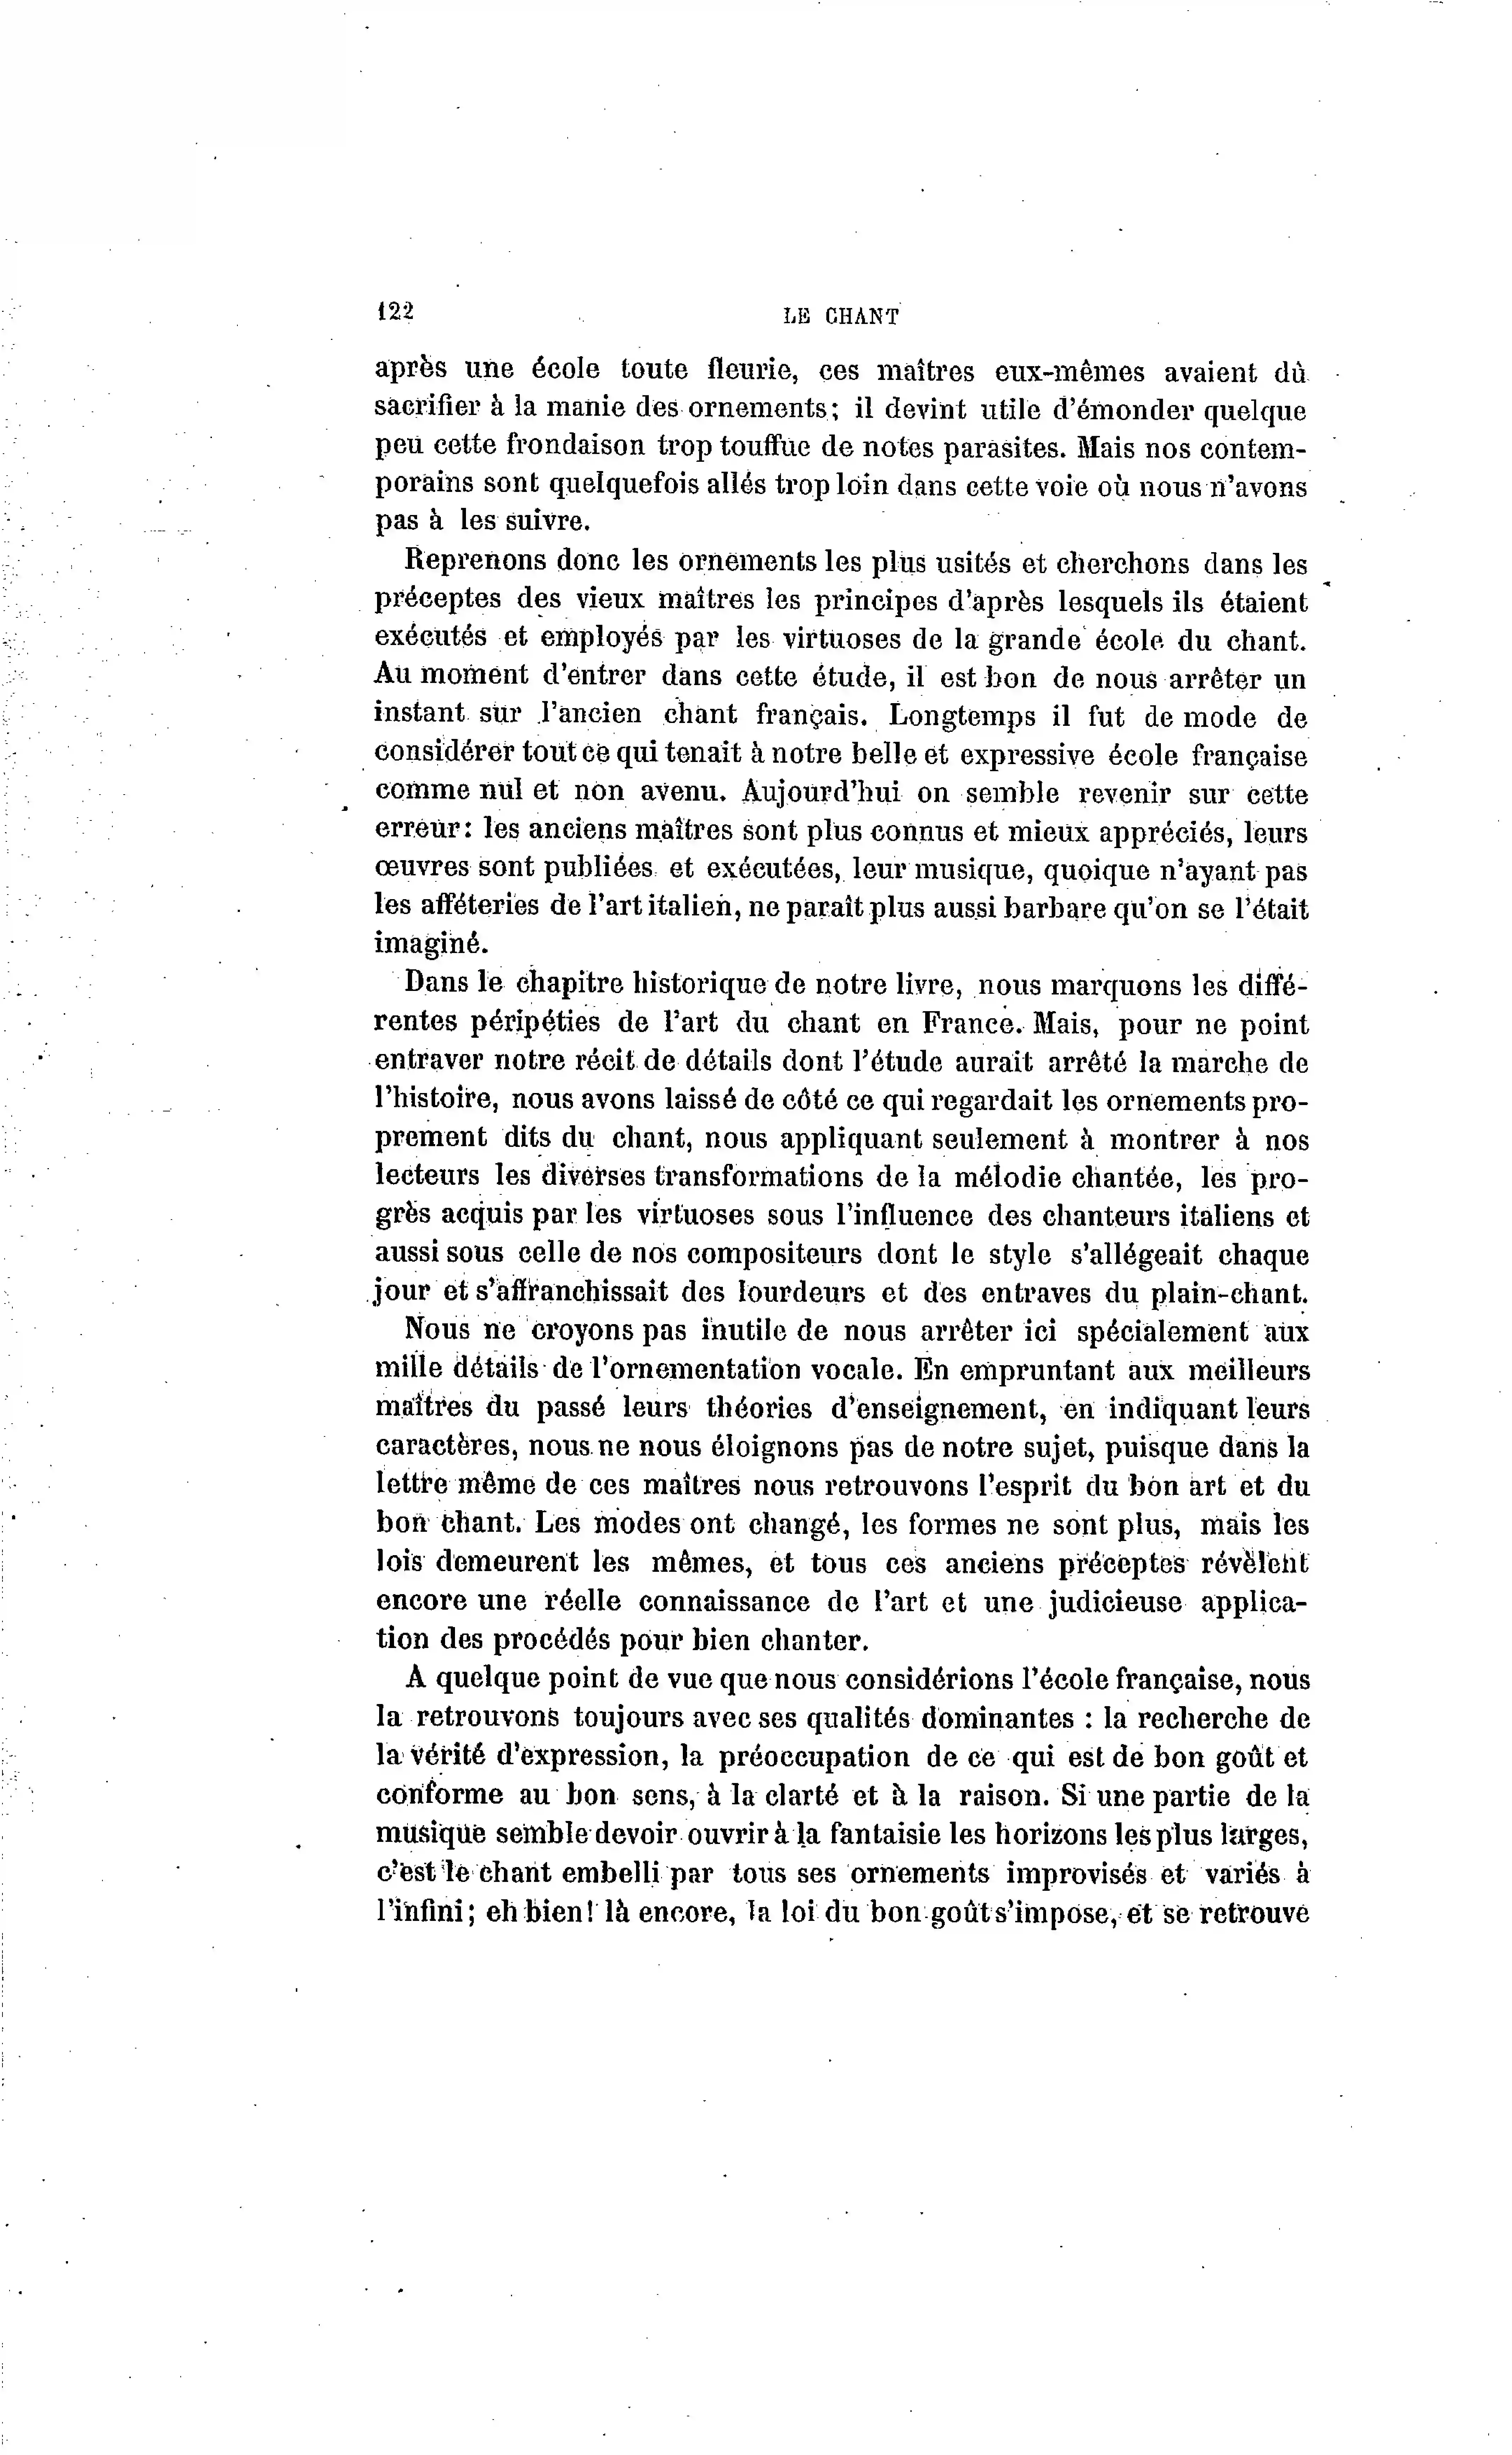 122
LE CHANT
après une école toute fleurie, ces maîtres eux-mêmes avaient dû
sacrifier à la manie des ornements; il devint utile d'émonder quelque
peu cette frondaison trop touffue de notes parasites. Mais nos contem-
porains sont quelquefois allés trop loin dans cette voie où nous n'avons
pas à les suivre.
Reprenons donc les ornements les plus usités et cherchons dans les
préceptes des vieux maîtres les principes d'après lesquels ils étaient
exécutés et employés par les virtuoses de la grande école du chant.
Au moment d'entrer dans cette étude, il est bon de nous arrêter un
instant sur l'ancien chant français. Longtemps il fut de mode de
considérer tout ce qui tenait à notre belle et expressive école française
comme nul et non avenu. Aujourd'hui on semble revenir sur cette
erreur: les anciens maîtres sont plus connus et mieux appréciés, leurs
œuvres sont publiées et exécutées, leur musique, quoique n'ayant pas
les afféteries de l'art italien, ne paraît plus aussi barbare qu'on se l'était
imaginé.
Dans le chapitre historique de notre livre, nous marquons les diffé-
rentes péripéties de l'art du chant en France. Mais, pour ne point
entraver notre récit de détails dont l'étude aurait arrêté la marche de
l'histoire, nous avons laissé de côté ce qui regardait les ornements pro-
prement dits du chant, nous appliquant seulement à montrer à nos
lecteurs les diverses transformations de la mélodie chantée, les pro-
grès acquis par les virtuoses sous l'influence des chanteurs italiens et
aussi sous celle de nos compositeurs dont le style s'allégeait chaque
jour et s'affranchissait des lourdeurs et des entraves du plain-chant.
Nous ne croyons pas inutile de nous arrêter ici spécialement aux
mille détails de l'ornementation vocale. En empruntant aux meilleurs
maîtres du passé leurs théories d'enseignement, en indiquant leurs
caractères, nous ne nous éloignons pas de notre sujet, puisque dans la
lettre même de ces maîtres nous retrouvons l'esprit du bon art et du
bon chant. Les modes ont changé, les formes ne sont plus, mais les
lois demeurent les mêmes, et tous ces anciens préceptes révèlent
encore une réelle connaissance de l'art et une judicieuse applica-
tion des procédés pour bien chanter.
A quelque point de vue que nous considérions l'école française, nous
la retrouvons toujours avec ses qualités dominantes : la recherche de
la vérité d'expression, la préoccupation de ce qui est de bon goût et
conforme au bon sens, à la clarté et à la raison. Si une partie de la
musique semble devoir ouvrir à la fantaisie les horizons les plus larges,
c'est le chant embelli par tous ses ornements improvisés et variés à
l'infini; eh bien! là encore, la loi du bon goût s'impose, et se retrouve